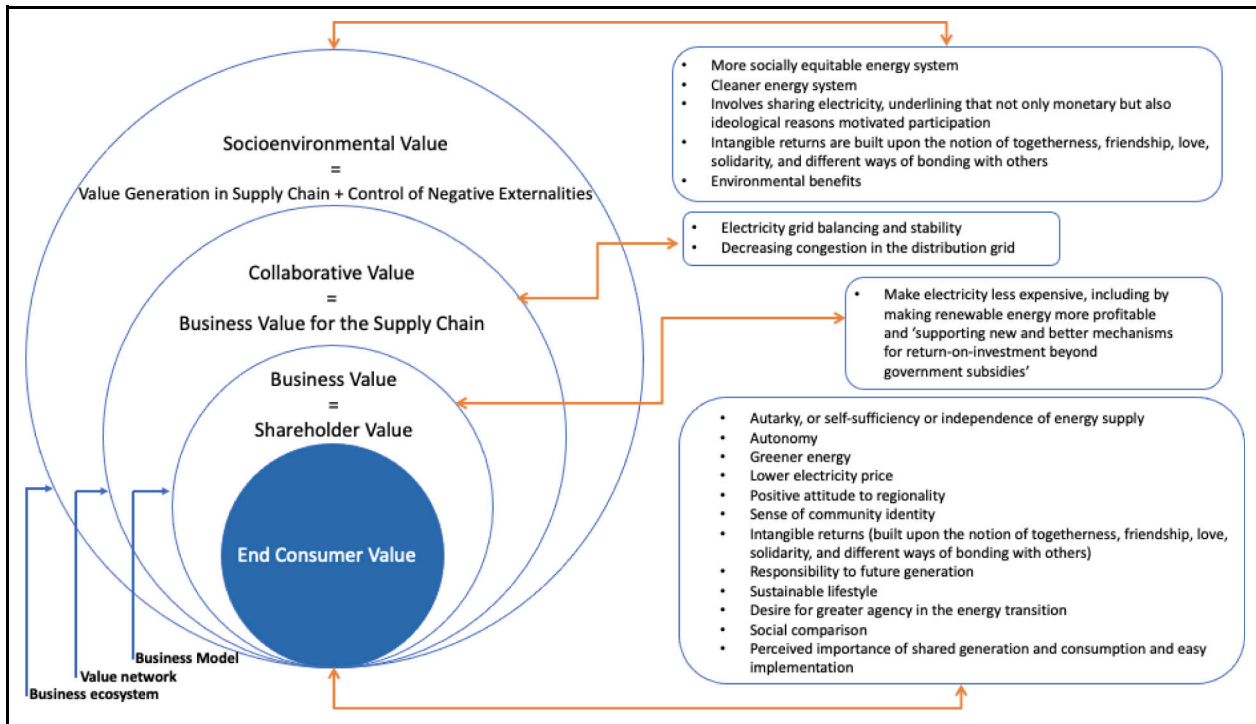 Socioenvironmental Value
=
Value Generation in Supply Chain + Control of Negative Externalities
Collaborative Value
=
Business Value for the Supply Chain
Business Value
=
Shareholder Value
End Consumer Value
Business Model
Value network
Business ecosystem
• More socially equitable energy system
• Cleaner energy system
• Involves sharing electricity, underlining that not only monetary but also
ideological reasons motivated participation
• Intangible returns are built upon the notion of togetherness, friendship, love,
solidarity, and different ways of bonding with others
• Environmental benefits
• Electricity grid balancing and stability
• Decreasing congestion in the distribution grid
• Make electricity less expensive, including by
making renewable energy more profitable
and ‘supporting new and better mechanisms
for return-on-investment beyond
government subsidies’
• Autarky, or self-sufficiency or independence of energy supply
• Autonomy
• Greener energy
• Lower electricity price
• Positive attitude to regionality
• Sense of community identity
• Intangible returns (built upon the notion of togetherness, friendship, love,
solidarity, and different ways of bonding with others)
• Responsibility to future generation
• Sustainable lifestyle
• Desire for greater agency in the energy transition
• Social comparison
• Perceived importance of shared generation and consumption and easy
implementation